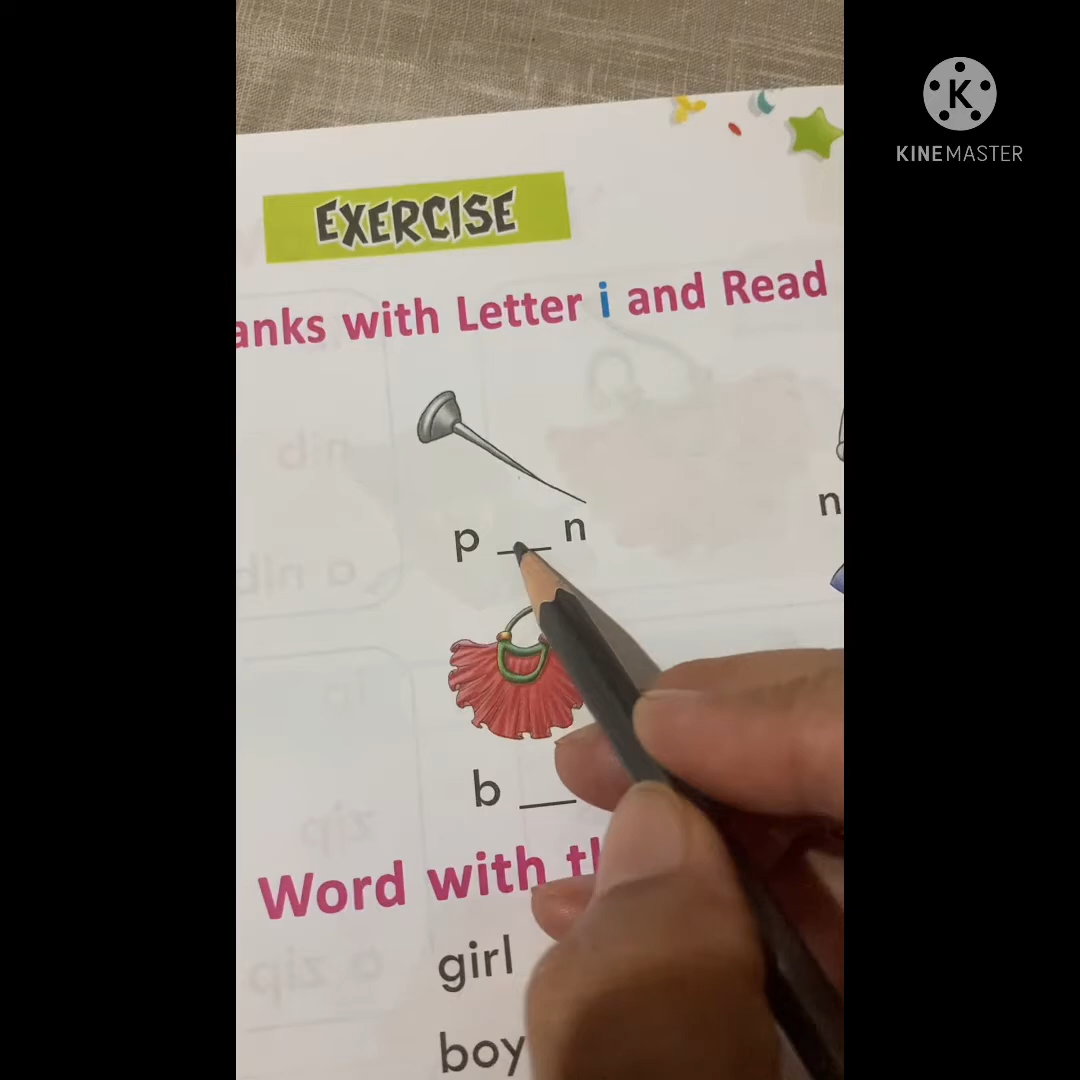 KINEMASTER
EXERCISE
anks with Letter i and Read
p __ n
n
b __
Word with th
girl
boy